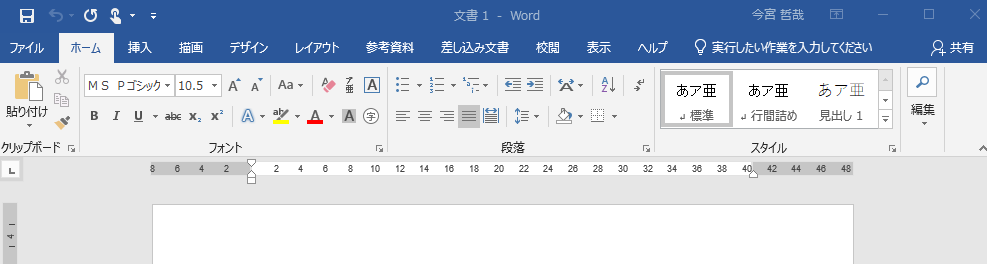 文書 1 - Word
今宮 哲哉
ファイル ホーム 挿入 描画 デザイン レイアウト 参考資料 差し込み文書 校閲 表示 ヘルプ 実行したい作業を入力してください 共有
貼り付け
ＭＳ Ｐゴシック 10.5 A A Aa A 亜 A
B I U abc x₂ x² A ab A A 字
あア亜 あア亜 あア亜
標準 行間詰め 見出し 1
編集
クリップボード フォント 段落 スタイル
8 6 4 2 2 4 6 8 10 12 14 16 18 20 22 24 26 28 30 32 34 36 38 40 42 44 46 48
4